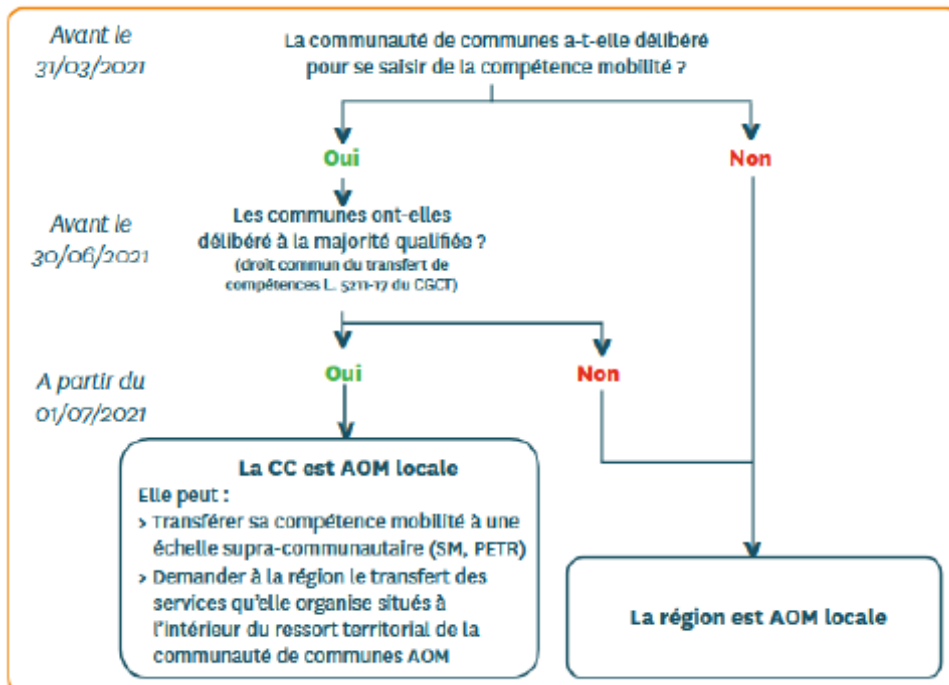 Avant le
31/03/2021
La communauté de communes a-t-elle délibéré
pour se saisir de la compétence mobilité ?
Oui
Non
Avant le
30/06/2021
Les communes ont-elles
délibéré à la majorité qualifiée ?
(droit commun du transfert de
compétences L. 5211-17 du CGCT)
Oui
Non
A partir du
01/07/2021
La CC est AOM locale
Elle peut :
> Transférer sa compétence mobilité à une
échelle supra-communautaire (SM, PETR)
> Demander à la région le transfert des
services qu'elle organise situés à
l'intérieur du ressort territorial de la
communauté de communes AOM
La région est AOM locale